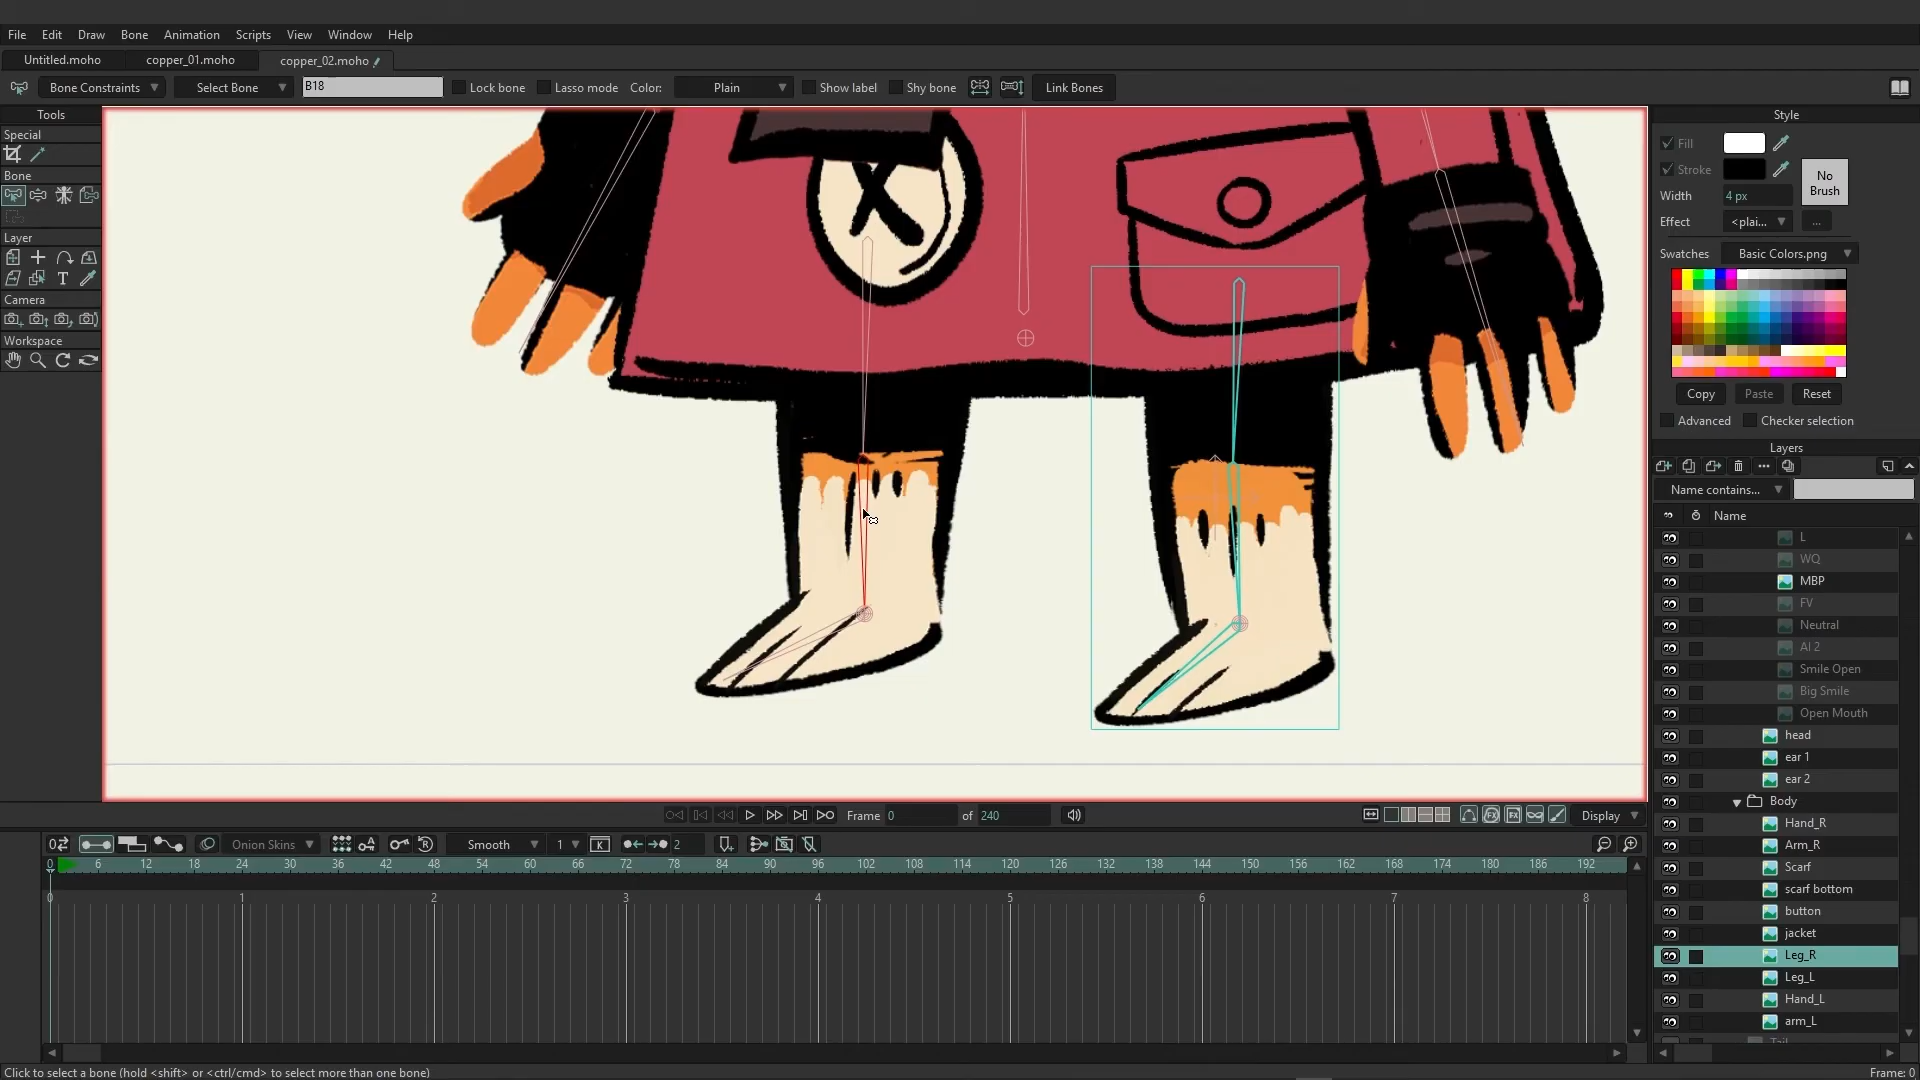 File Edit Draw Bone Animation Scripts View Window Help
Untitled.moho copper_01.moho copper_02.moho
Bone Constraints Select Bone B18 Lock bone Lasso mode Color: Plain Show label Shy bone Link Bones
Tools
Special
Bone
Layer
Camera
Workspace
Style
Fill
Stroke
No Brush
Width 4 px
Effect <plai... ...
Swatches Basic Colors.png
Copy Paste Reset
Advanced Checker selection
Layers
Name contains...
Name
L
WQ
MBP
FV
Neutral
AI 2
Smile Open
Big Smile
Open Mouth
head
ear 1
ear 2
Body
Hand_R
Arm_R
Scarf
scarf bottom
button
jacket
Leg_R
Leg_L
Hand_L
arm_L
Tail
Frame 0 of 240 Display
Onion Skins Smooth 1 2
0 6 12 18 24 30 36 42 48 54 60 66 72 78 84 90 96 102 108 114 120 126 132 138 144 150 156 162 168 174 180 186 192
0 1 2 3 4 5 6 7 8
Click to select a bone (hold <shift> or <ctrl/cmd> to select more than one bone) Frame: 0